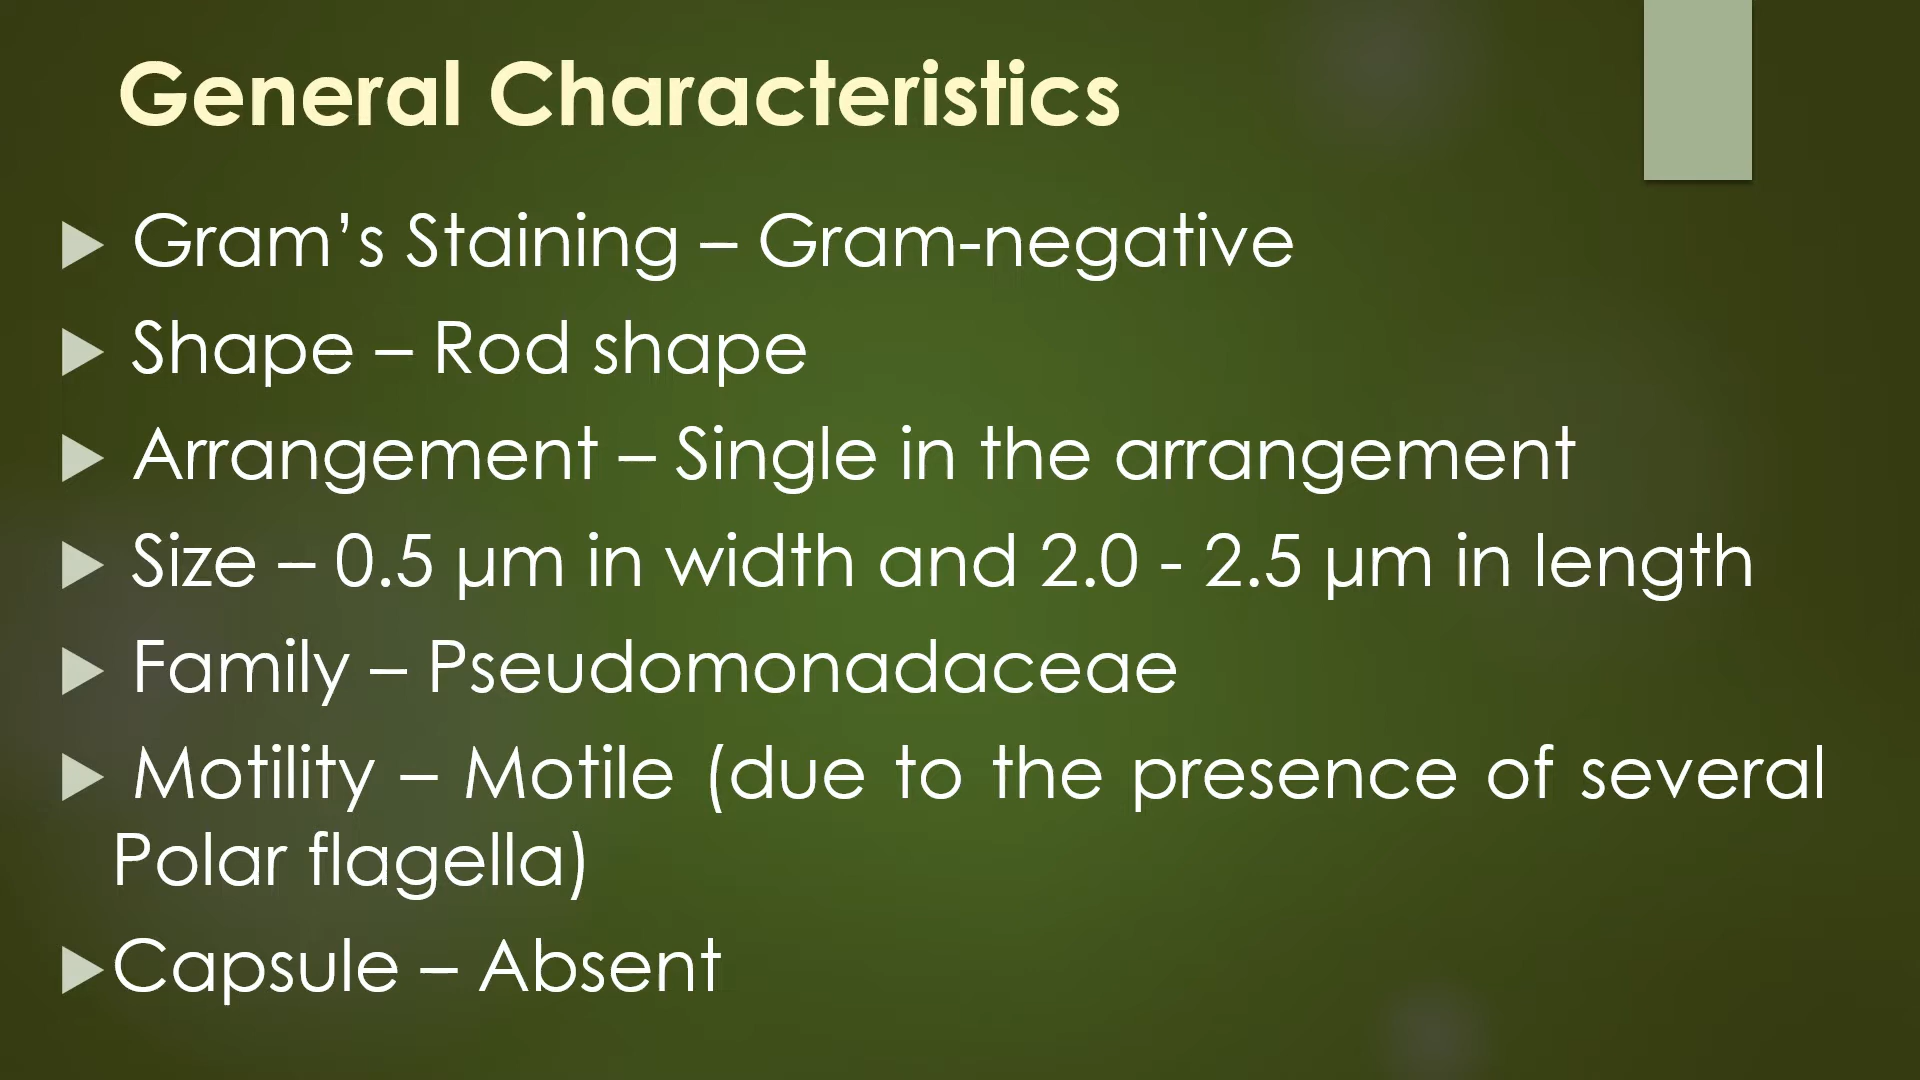 General Characteristics
Gram’s Staining – Gram-negative
Shape – Rod shape
Arrangement – Single in the arrangement
Size – 0.5 µm in width and 2.0 - 2.5 µm in length
Family – Pseudomonadaceae
Motility – Motile (due to the presence of several
Polar flagella)
Capsule – Absent